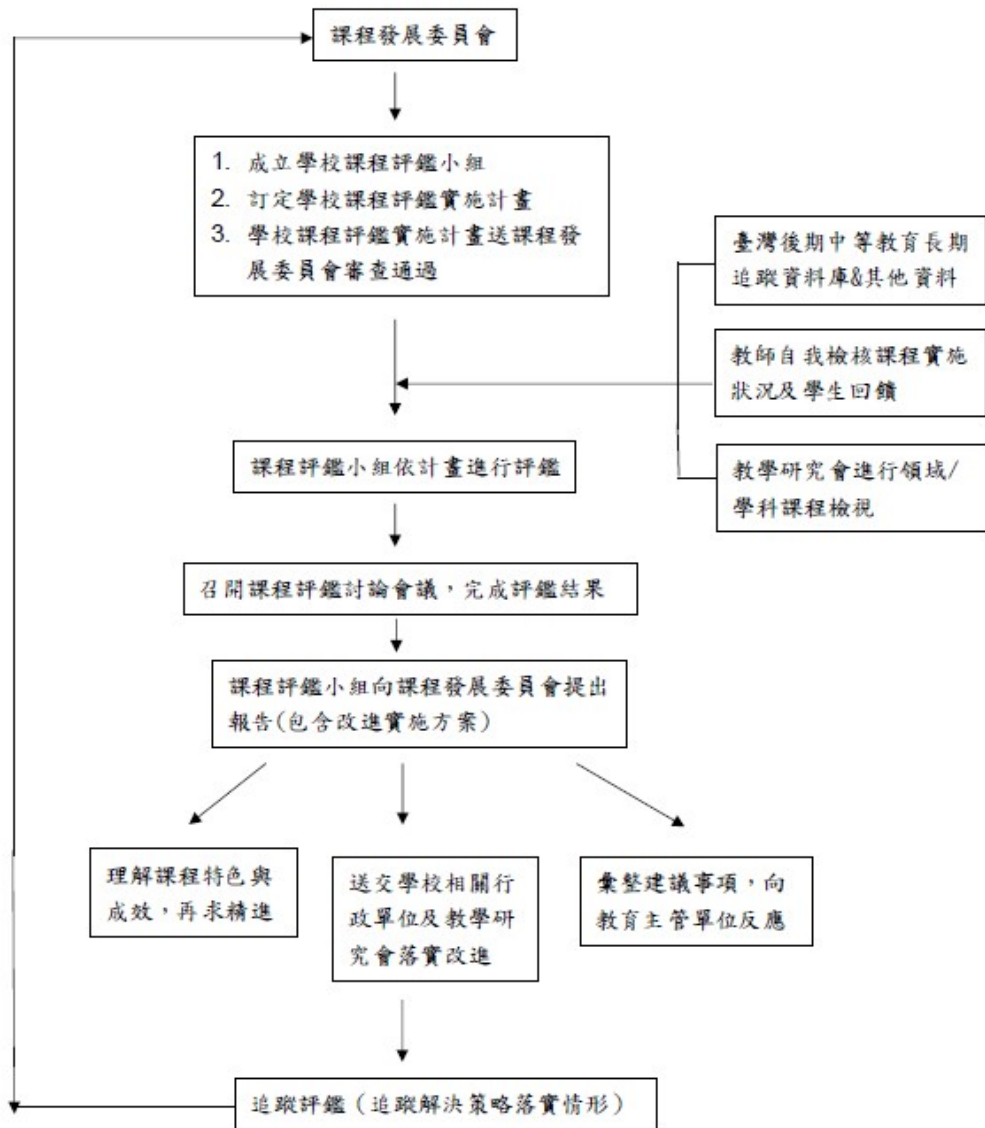 課程發展委員會
1. 成立學校課程評鑑小組
2. 訂定學校課程評鑑實施計畫
3. 學校課程評鑑實施計畫送課程發
展委員會審查通過
臺灣後期中等教育長期
追蹤資料庫&其他資料
教師自我檢核課程實施
狀況及學生回饋
教學研究會進行領域/
學科課程檢視
課程評鑑小組依計畫進行評鑑
召開課程評鑑討論會議，完成評鑑結果
課程評鑑小組向課程發展委員會提出
報告(包含改進實施方案)
理解課程特色與
成效，再求精進
送交學校相關行
政單位及教學研
究會落實改進
彙整建議事項，向
教育主管單位反應
追蹤評鑑（追蹤解決策略落實情形）